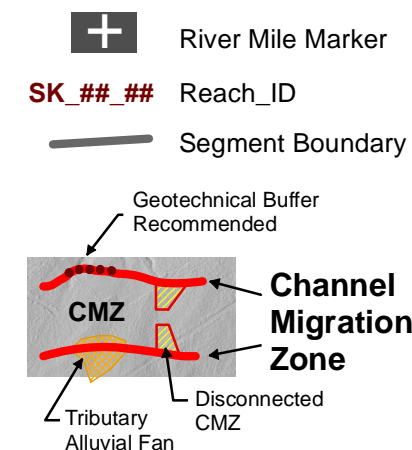 River Mile Marker
SK_##_## Reach_ID
Segment Boundary
Geotechnical Buffer
Recommended
CMZ
Channel
Migration
Zone
Disconnected
CMZ
Tributary
Alluvial Fan